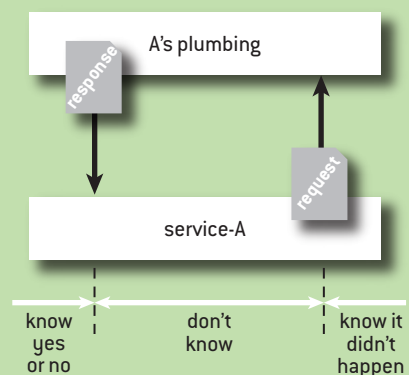 A's plumbing
response
request
service-A
know
yes
or no
don't
know
know it
didn't
happen